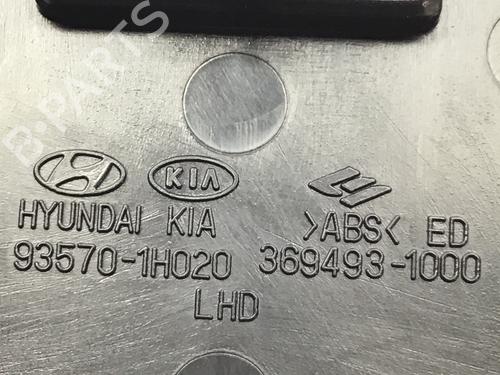 B-PARTS
KIA
HYUNDAI KIA >ABS< ED
93570-1H020 369493-1000
LHD